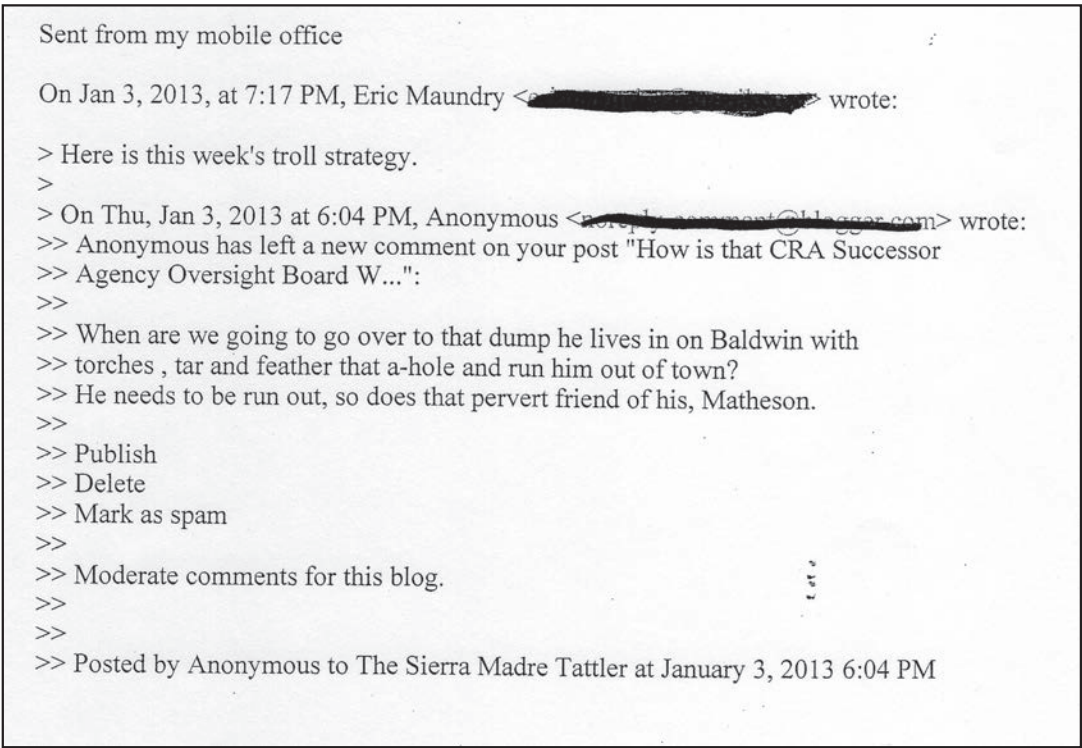 Sent from my mobile office
On Jan 3, 2013, at 7:17 PM, Eric Maundry < > wrote:
> Here is this week's troll strategy.
>
> On Thu, Jan 3, 2013 at 6:04 PM, Anonymous < > wrote:
>> Anonymous has left a new comment on your post "How is that CRA Successor
>> Agency Oversight Board W...":
>>
>> When are we going to go over to that dump he lives in on Baldwin with
>> torches , tar and feather that a-hole and run him out of town?
>> He needs to be run out, so does that pervert friend of his, Matheson.
>>
>> Publish
>> Delete
>> Mark as spam
>>
>> Moderate comments for this blog.
>>
>>
>> Posted by Anonymous to The Sierra Madre Tattler at January 3, 2013 6:04 PM